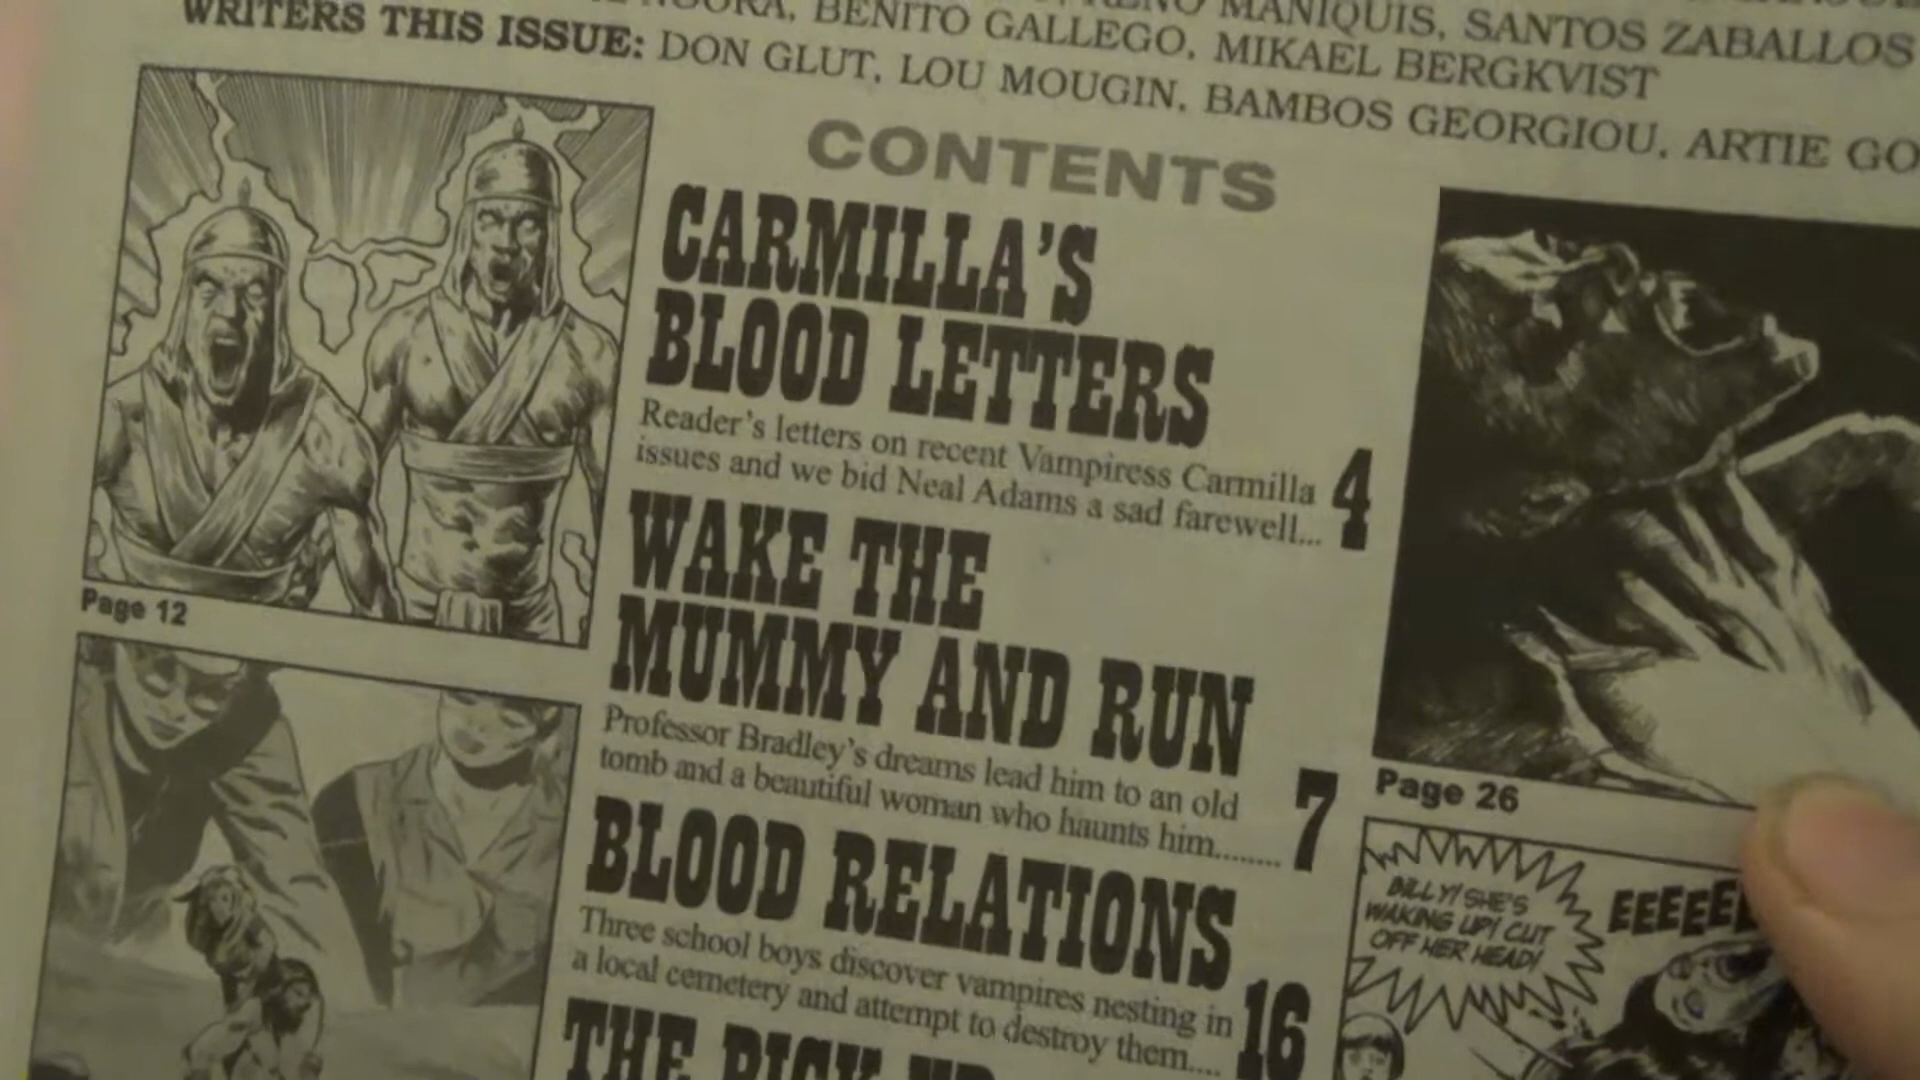 BENITO GALLEGO, MIKAEL BERGKVIST
MANIQUIS, SANTOS ZABALLOS
WRITERS THIS ISSUE: DON GLUT, LOU MOUGIN, BAMBOS GEORGIOU, ARTIE GO
CONTENTS
CARMILLA'S
BLOOD LETTERS
Reader's letters on recent Vampiress Carmilla
issues and we bid Neal Adams a sad farewell... 4
WAKE THE
MUMMY AND RUN
Professor Bradley's dreams lead him to an old
tomb and a beautiful woman who haunts him........ 7
BLOOD RELATIONS
Three school boys discover vampires nesting in
a local cemetery and attempt to destroy them.... 16
THE PICK UP
Page 12
Page 26
BILLY! SHE'S
WAKING UP! CUT
OFF HER HEAD!
EEEEE